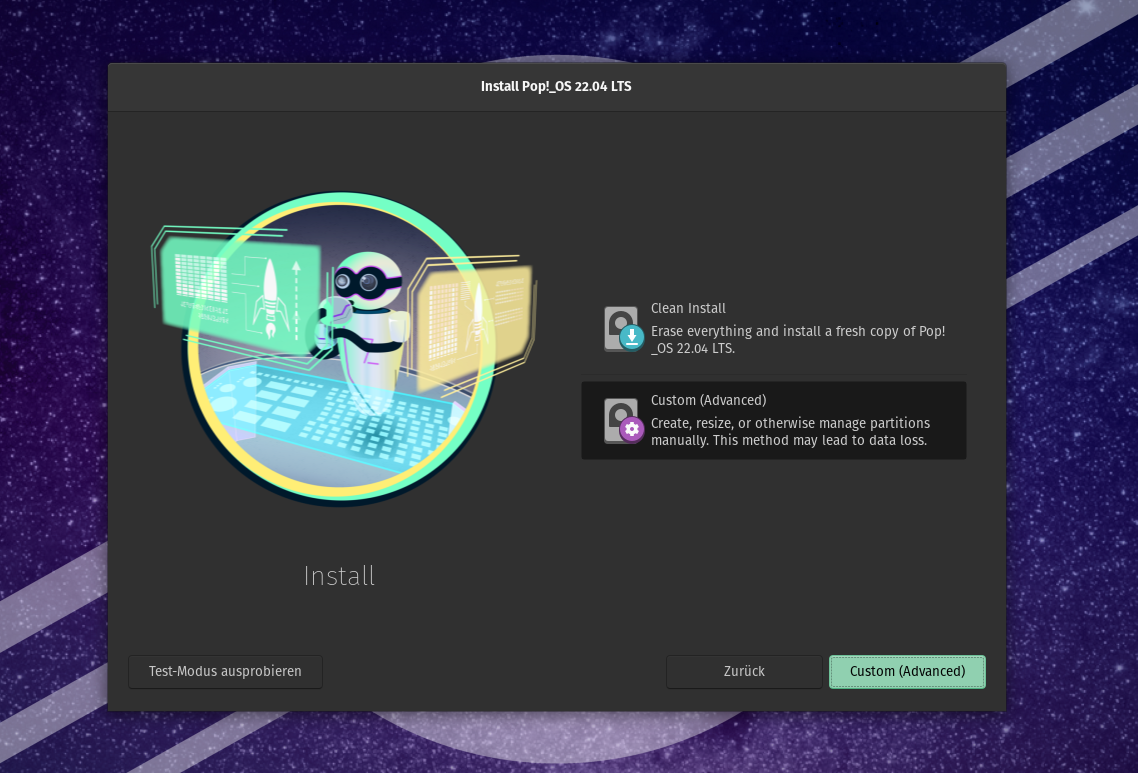 Install Pop!_OS 22.04 LTS
Clean Install
Erase everything and install a fresh copy of Pop!
_OS 22.04 LTS.
Custom (Advanced)
Create, resize, or otherwise manage partitions
manually. This method may lead to data loss.
Install
Test-Modus ausprobieren
Zurück
Custom (Advanced)